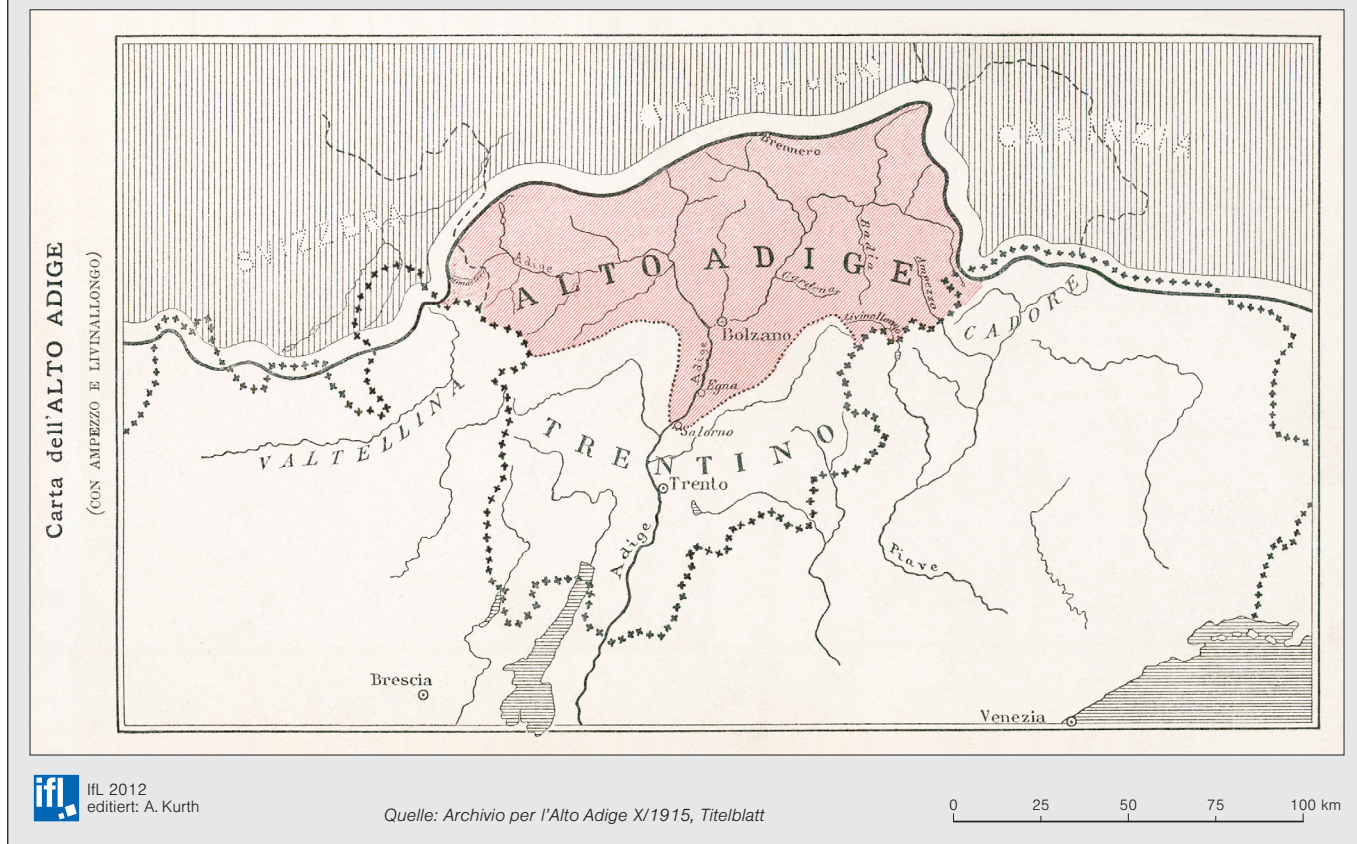 Carta dell'ALTO ADIGE
(CON AMPEZZO E LIVINALLONGO)
Innsbruck
CARINZIA
SVIZZERA
Brennero
Adige
ALTO ADIGE
Badia
Gardena
Ampezzo
Livinallongo
CADORE
Bolzano
Adige
Egna
Salorno
VALTELLINA
TRENTINO
Trento
Adige
Piave
Brescia
Venezia
ifl
IfL 2012
editiert: A. Kurth
Quelle: Archivio per l'Alto Adige X/1915, Titelblatt
0 25 50 75 100 km